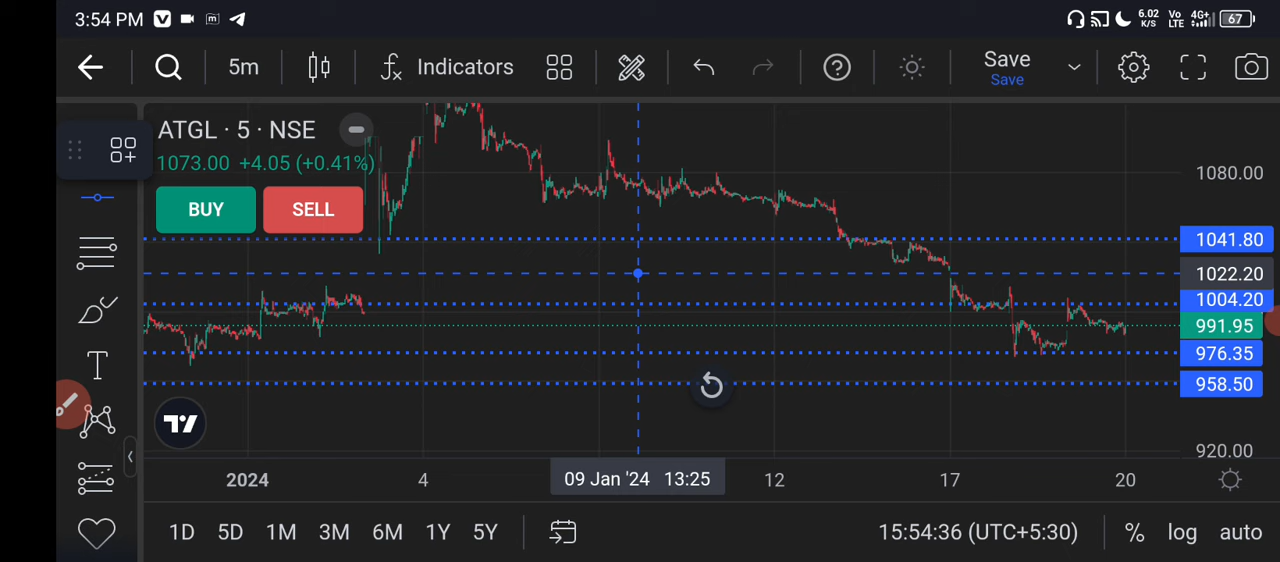 3:54 PM V m 6.02 K/S Vo LTE 4G+ 67
5m fx Indicators Save
Save
ATGL · 5 · NSE
1073.00 +4.05 (+0.41%)
BUY SELL
1080.00
1041.80
1022.20
1004.20
991.95
976.35
958.50
920.00
T
2024 4 09 Jan '24 13:25 12 17 20
1D 5D 1M 3M 6M 1Y 5Y 15:54:36 (UTC+5:30) % log auto